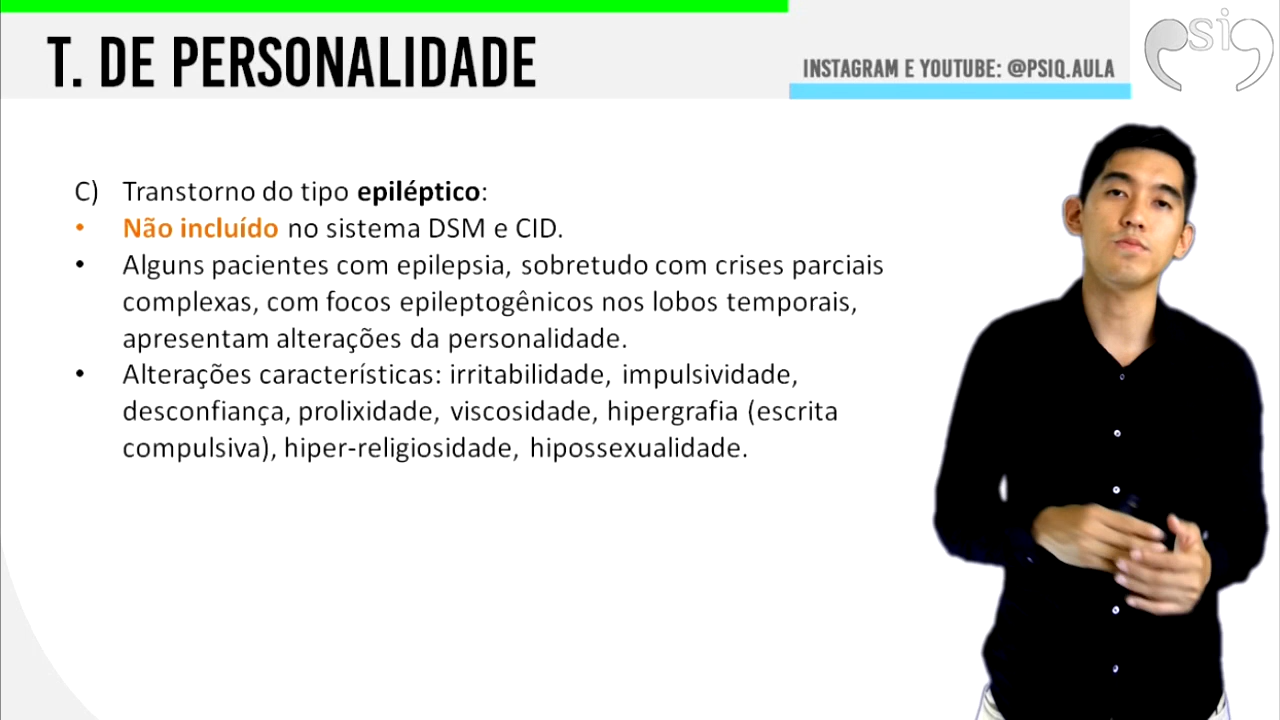 T. DE PERSONALIDADE
INSTAGRAM E YOUTUBE: @PSIQ.AULA
psiq
C) Transtorno do tipo epiléptico:
• Não incluído no sistema DSM e CID.
• Alguns pacientes com epilepsia, sobretudo com crises parciais
complexas, com focos epileptogênicos nos lobos temporais,
apresentam alterações da personalidade.
• Alterações características: irritabilidade, impulsividade,
desconfiança, prolixidade, viscosidade, hipergrafia (escrita
compulsiva), hiper-religiosidade, hipossexualidade.